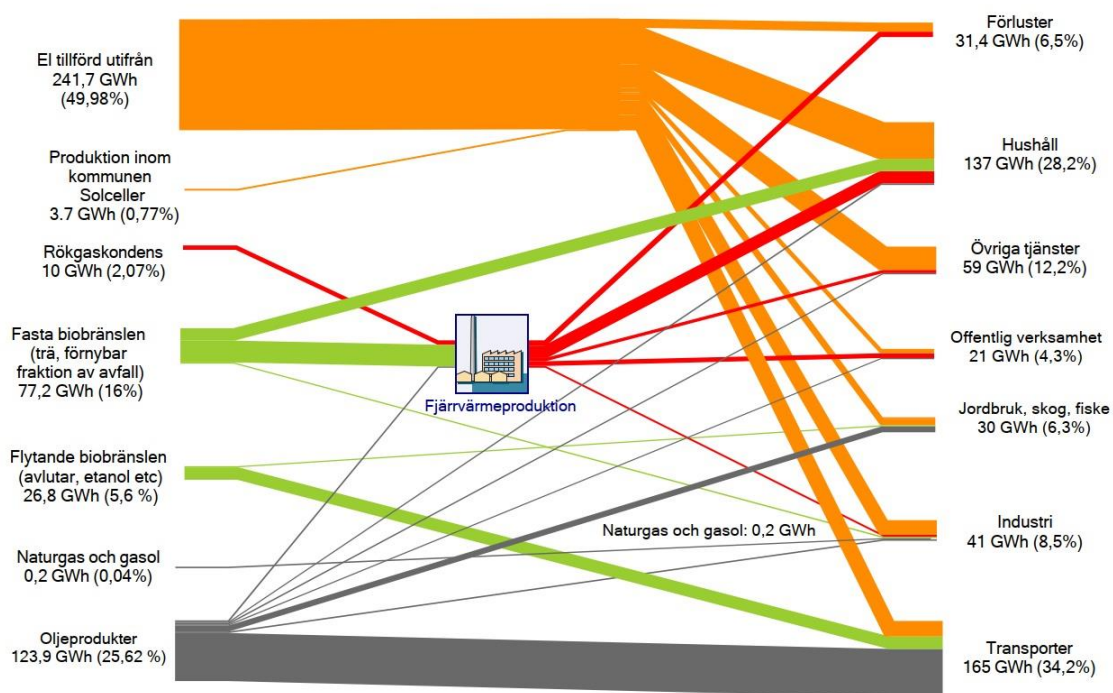 El tillförd utifrån
241,7 GWh
(49,98%)
Produktion inom
kommunen
Solceller
3.7 GWh (0,77%)
Rökgaskondens
10 GWh (2,07%)
Fasta biobränslen
(trä, förnybar
fraktion av avfall)
77,2 GWh (16%)
Flytande biobränslen
(avlutar, etanol etc)
26,8 GWh (5,6 %)
Naturgas och gasol
0,2 GWh (0,04%)
Oljeprodukter
123,9 GWh (25,62 %)
Fjärrvärmeproduktion
Naturgas och gasol: 0,2 GWh
Förluster
31,4 GWh (6,5%)
Hushåll
137 GWh (28,2%)
Övriga tjänster
59 GWh (12,2%)
Offentlig verksamhet
21 GWh (4,3%)
Jordbruk, skog, fiske
30 GWh (6,3%)
Industri
41 GWh (8,5%)
Transporter
165 GWh (34,2%)